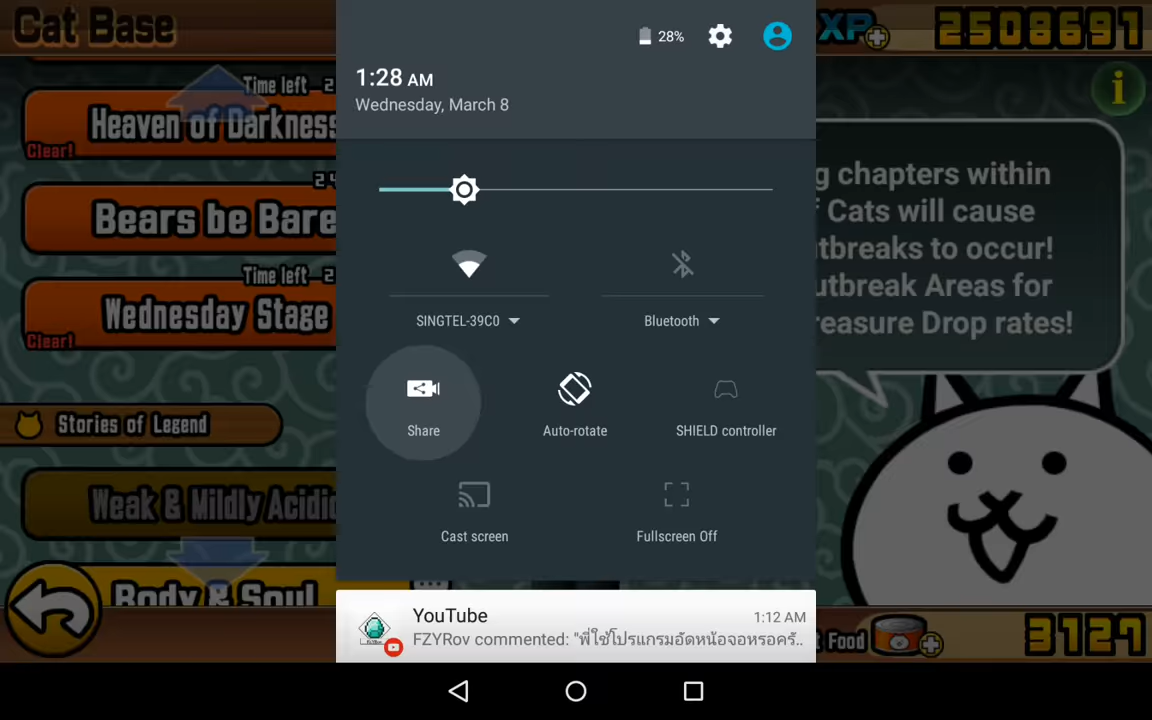 Cat Base
28%
XP
2508691
1:28 AM
Wednesday, March 8
Time left
Heaven of Darkness
Clear!
Bears be Bare
Time left
Wednesday Stage
Clear!
i
g chapters within
f Cats will cause
utbreaks to occur!
utbreak Areas for
reasure Drop rates!
SINGTEL-39C0
Bluetooth
Share
Auto-rotate
SHIELD controller
Stories of Legend
Weak & Mildly Acidic
Cast screen
Fullscreen Off
Body & Soul
YouTube
1:12 AM
FZYRov commented: "พี่ใช้โปรแกรมอัดหน้อจอหรอครั..
Food
3127